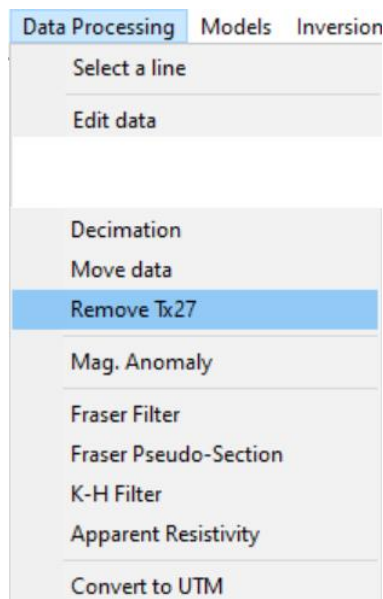 Data Processing Models Inversion
Select a line
Edit data
Decimation
Move data
Remove Tx27
Mag. Anomaly
Fraser Filter
Fraser Pseudo-Section
K-H Filter
Apparent Resistivity
Convert to UTM